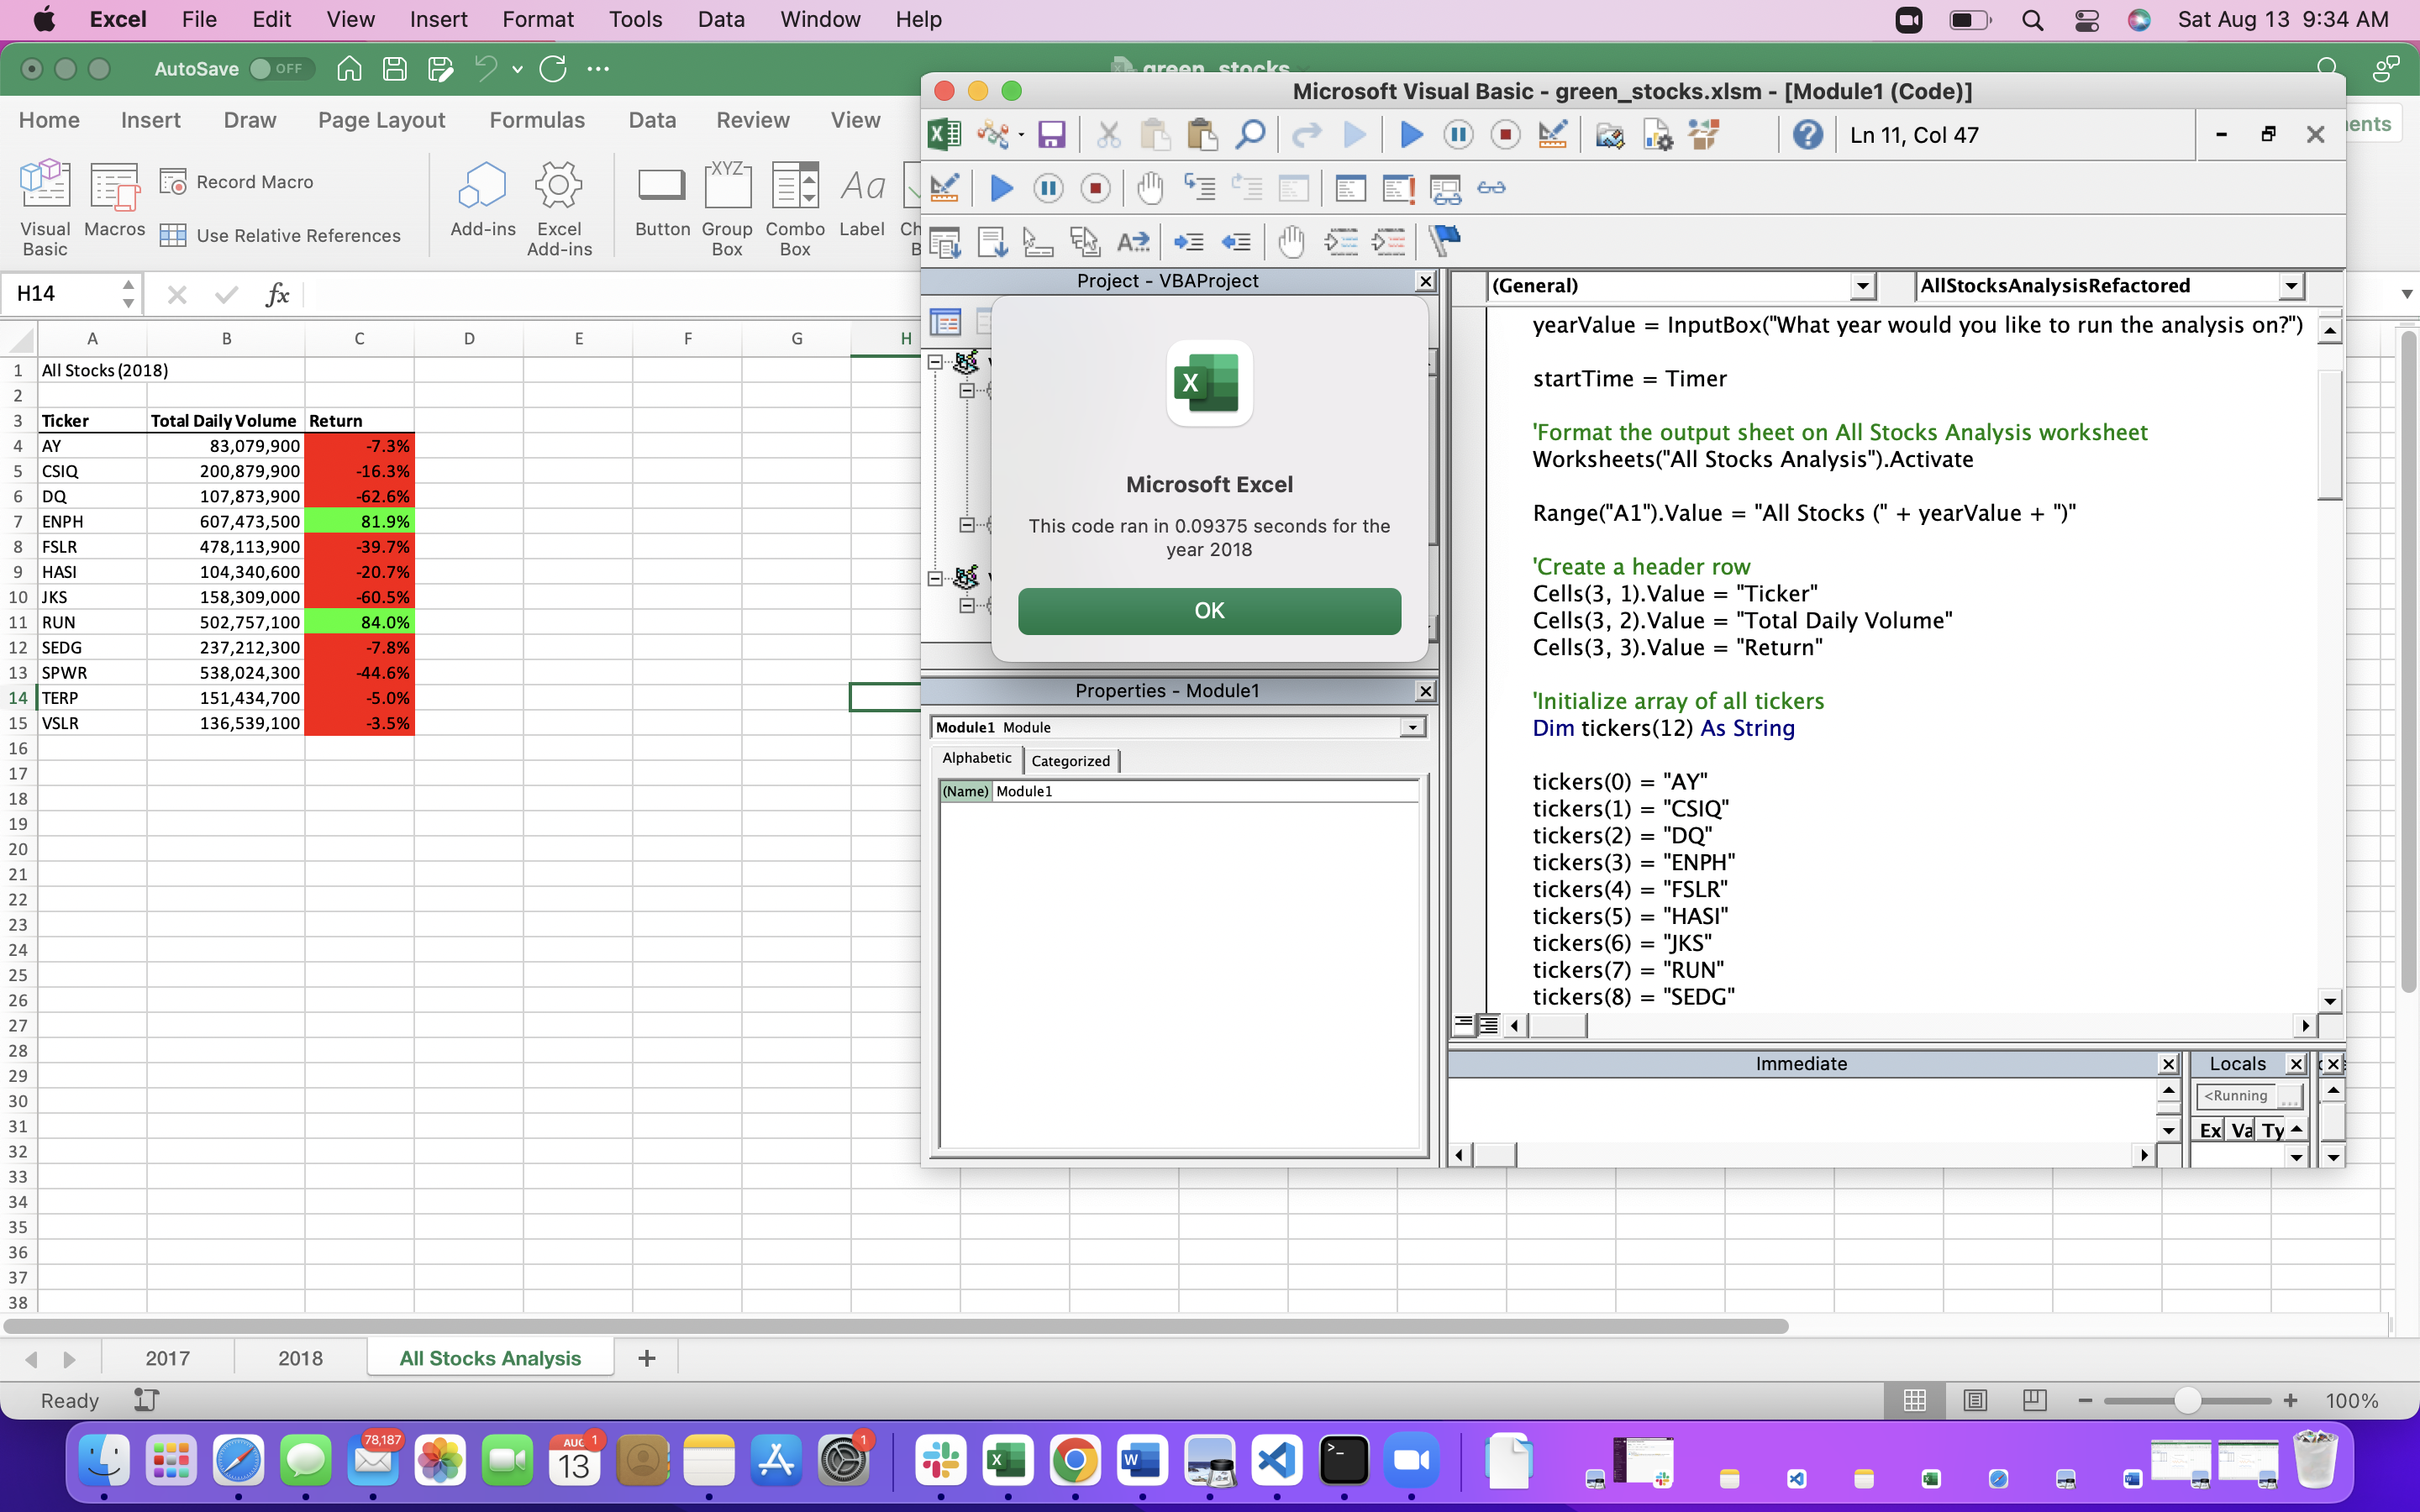 Excel File Edit View Insert Format Tools Data Window Help Sat Aug 13 9:34 AM
AutoSave OFF green_stocks
Microsoft Visual Basic - green_stocks.xlsm - [Module1 (Code)]
Home Insert Draw Page Layout Formulas Data Review View
Ln 11, Col 47
Visual Basic
Macros
Record Macro
Use Relative References
Add-ins
Excel Add-ins
Button
XYZ
Group Box
Combo Box
Aa
Label
H14
fx
A B C D E F G H
1 All Stocks (2018)
2
3 Ticker Total Daily Volume Return
4 AY 83,079,900 -7.3%
5 CSIQ 200,879,900 -16.3%
6 DQ 107,873,900 -62.6%
7 ENPH 607,473,500 81.9%
8 FSLR 478,113,900 -39.7%
9 HASI 104,340,600 -20.7%
10 JKS 158,309,000 -60.5%
11 RUN 502,757,100 84.0%
12 SEDG 237,212,300 -7.8%
13 SPWR 538,024,300 -44.6%
14 TERP 151,434,700 -5.0%
15 VSLR 136,539,100 -3.5%
16
17
18
19
20
21
22
23
24
25
26
27
28
29
30
31
32
33
34
35
36
37
38
Project - VBAProject
Microsoft Excel
This code ran in 0.09375 seconds for the
year 2018
OK
Properties - Module1
Module1 Module
Alphabetic Categorized
(Name) Module1
(General) AllStocksAnalysisRefactored
yearValue = InputBox("What year would you like to run the analysis on?")
startTime = Timer
'Format the output sheet on All Stocks Analysis worksheet
Worksheets("All Stocks Analysis").Activate
Range("A1").Value = "All Stocks (" + yearValue + ")"
'Create a header row
Cells(3, 1).Value = "Ticker"
Cells(3, 2).Value = "Total Daily Volume"
Cells(3, 3).Value = "Return"
'Initialize array of all tickers
Dim tickers(12) As String
tickers(0) = "AY"
tickers(1) = "CSIQ"
tickers(2) = "DQ"
tickers(3) = "ENPH"
tickers(4) = "FSLR"
tickers(5) = "HASI"
tickers(6) = "JKS"
tickers(7) = "RUN"
tickers(8) = "SEDG"
Immediate
Locals
<Running ...
Ex Va Ty
2017 2018 All Stocks Analysis +
Ready
100%
78,187
AUG 1
13
1